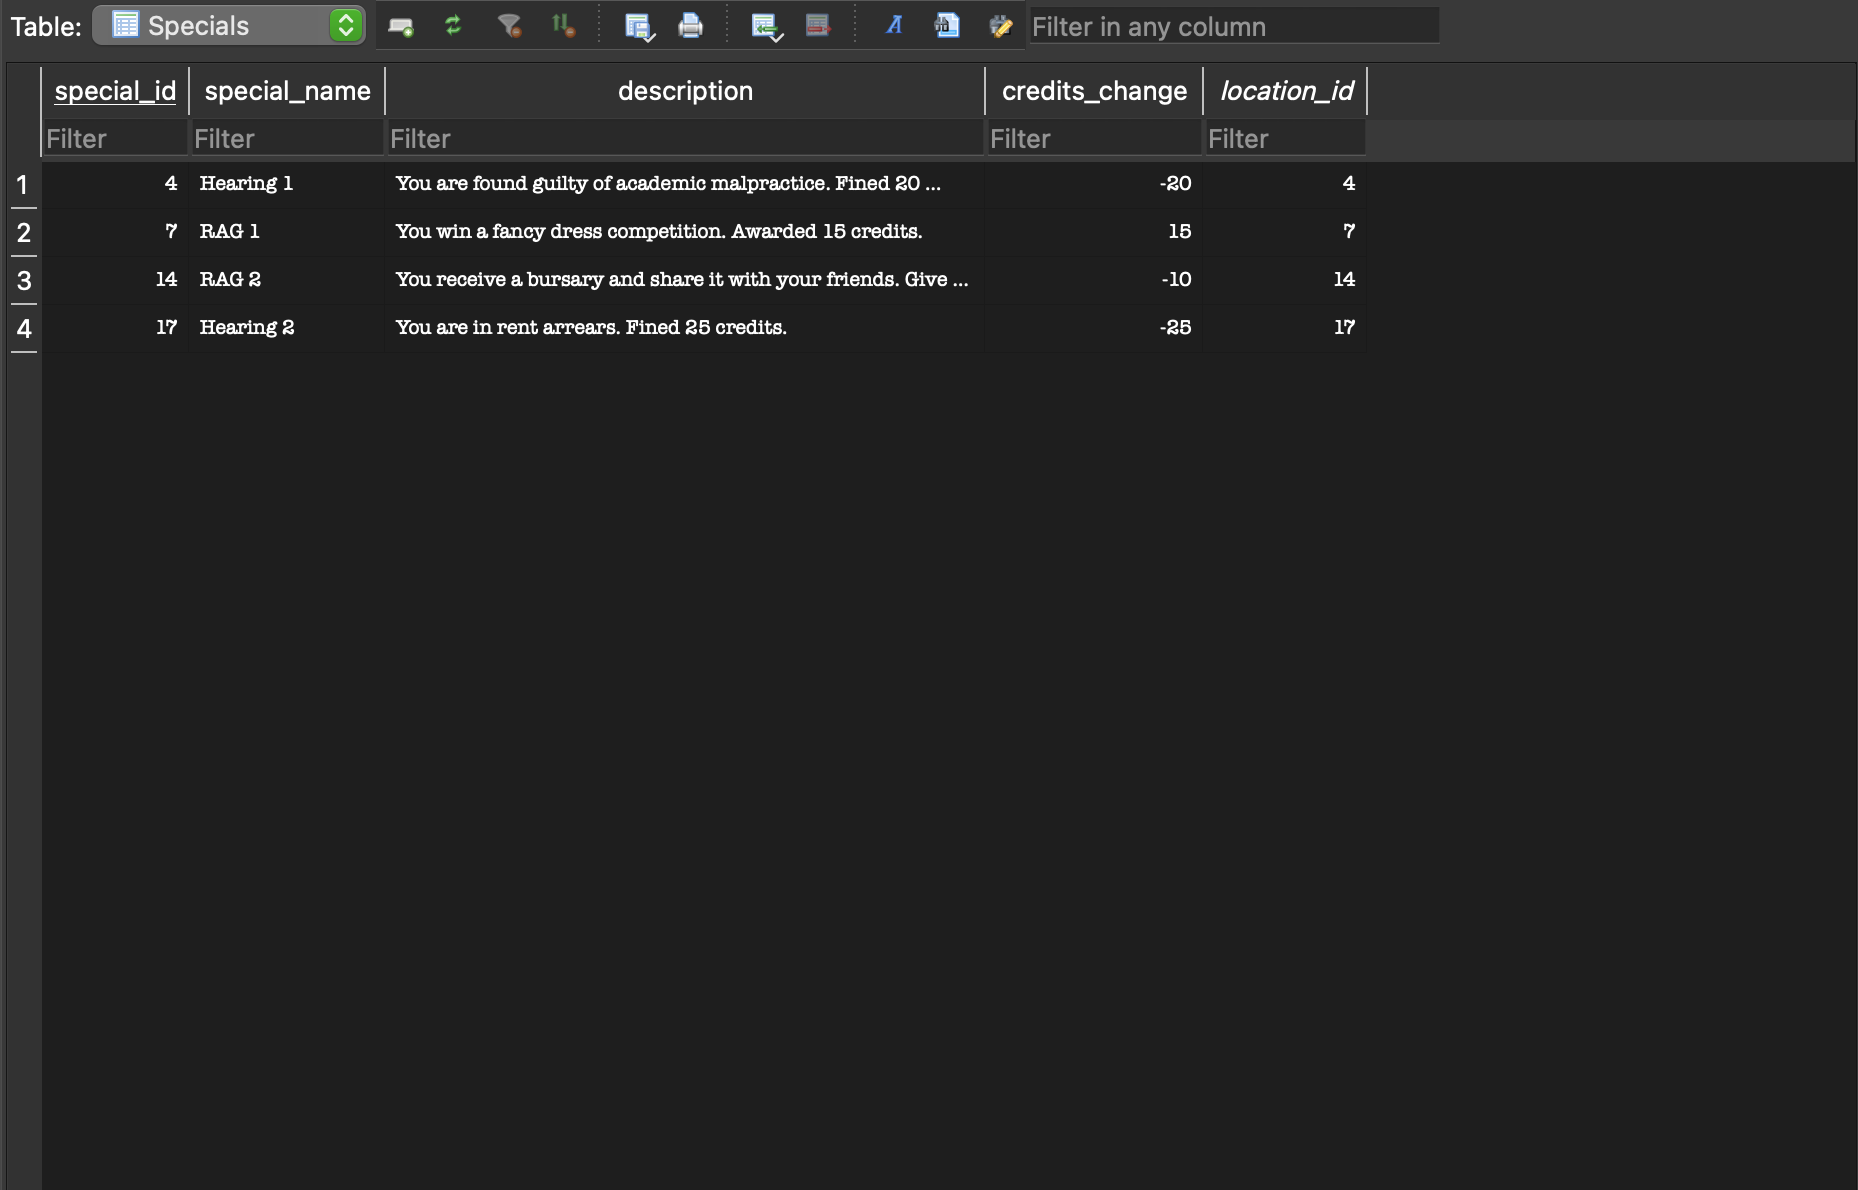 Table: Specials Filter in any column
special_id special_name description credits_change location_id
Filter Filter Filter Filter Filter
1 4 Hearing 1 You are found guilty of academic malpractice. Fined 20 ... -20 4
2 7 RAG 1 You win a fancy dress competition. Awarded 15 credits. 15 7
3 14 RAG 2 You receive a bursary and share it with your friends. Give ... -10 14
4 17 Hearing 2 You are in rent arrears. Fined 25 credits. -25 17